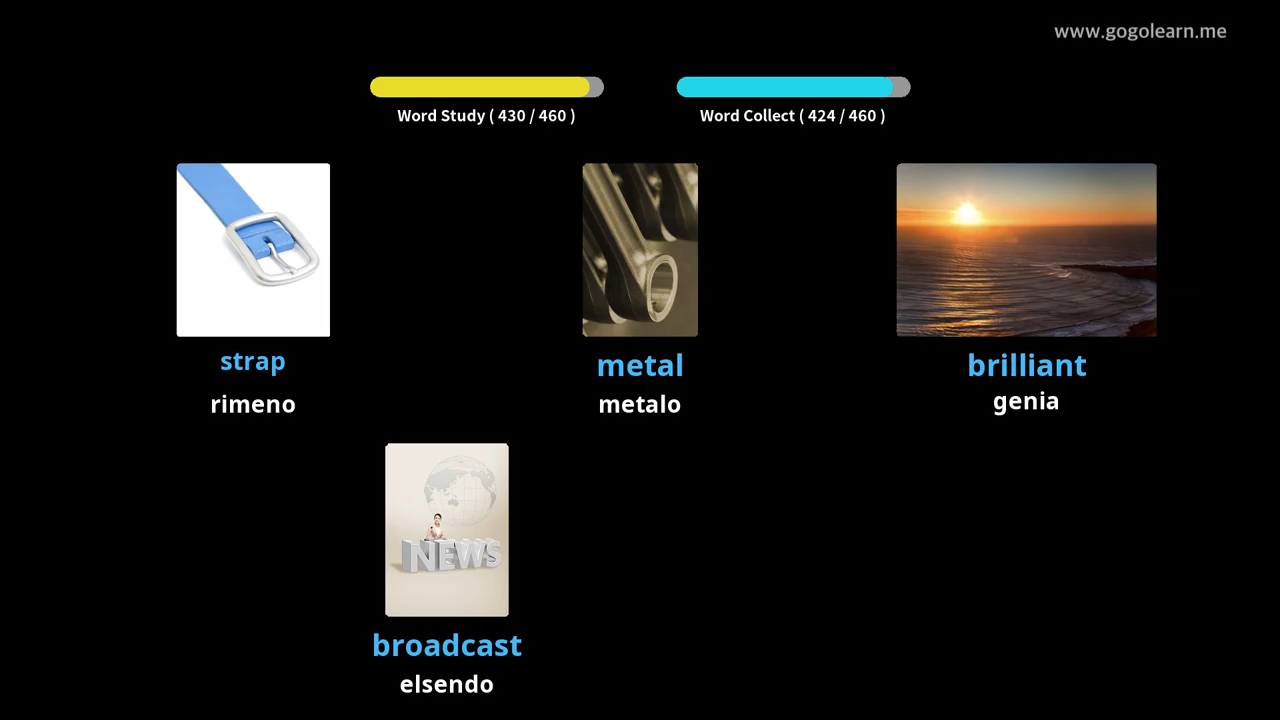 www.gogolearn.me
Word Study ( 430 / 460 )
Word Collect ( 424 / 460 )
strap
rimeno
metal
metalo
brilliant
genia
NEWS
broadcast
elsendo